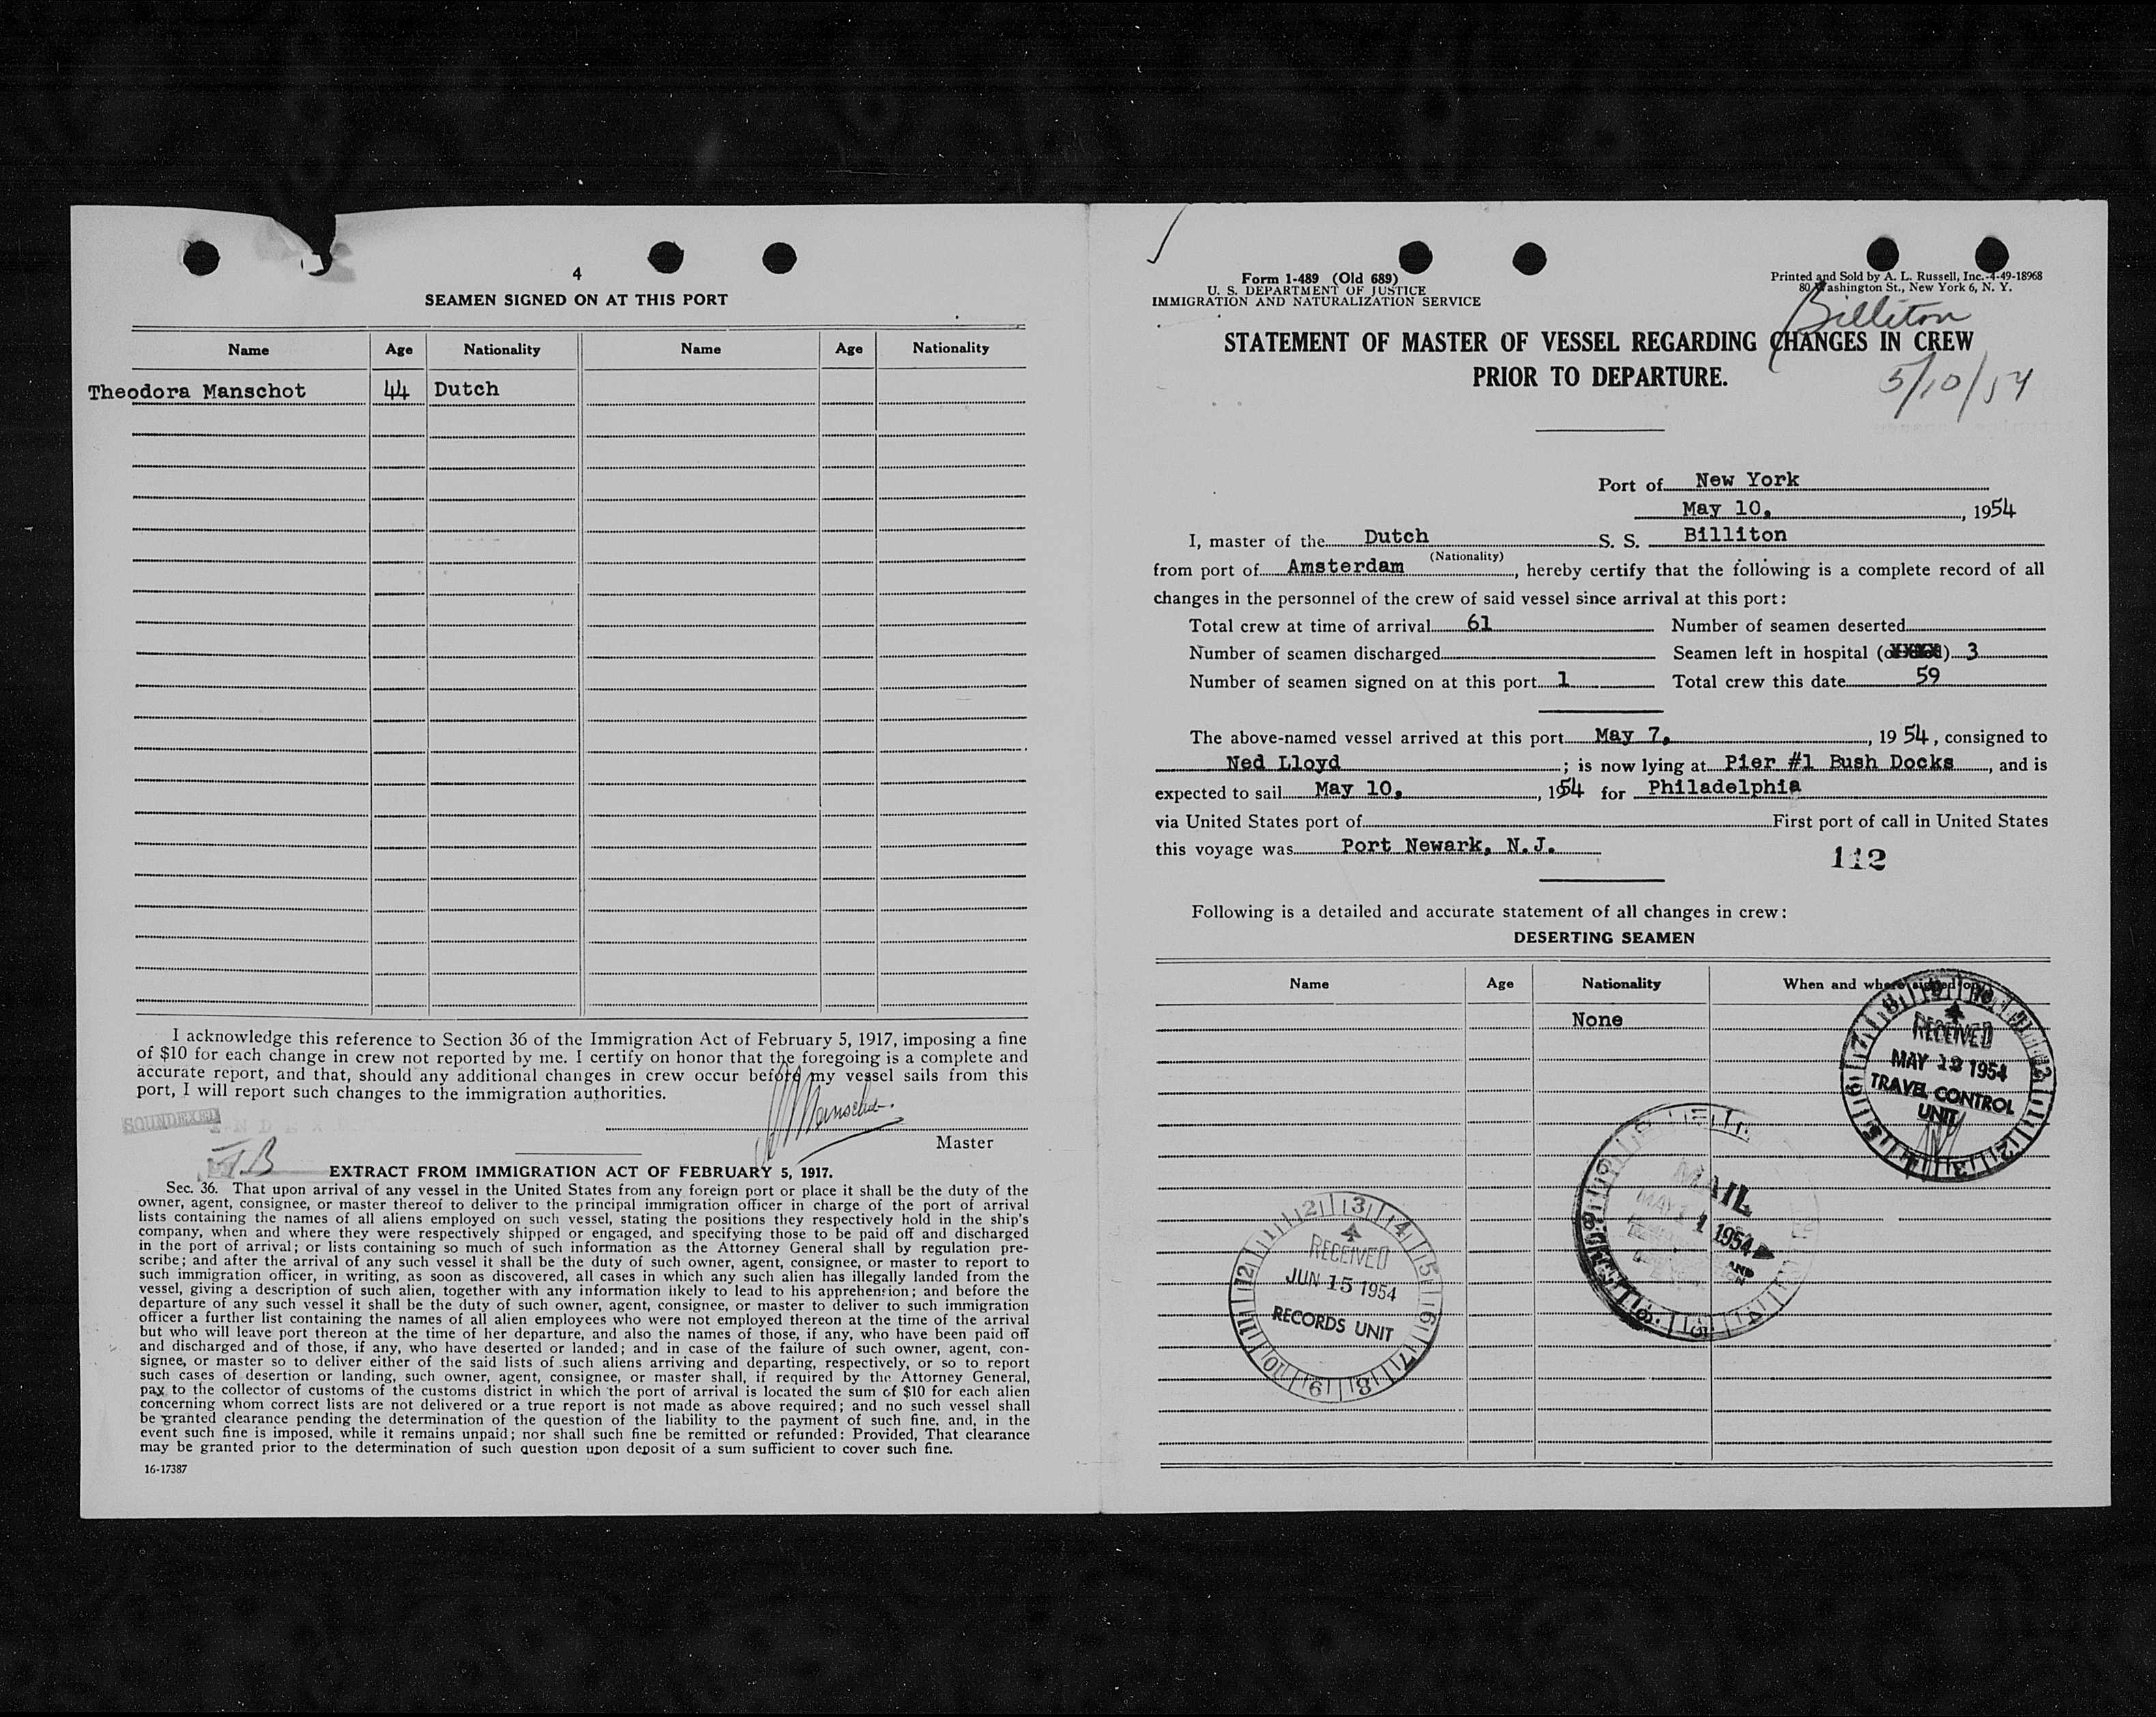 4
SEAMEN SIGNED ON AT THIS PORT
Name Age Nationality Name Age Nationality
Theodora Manschot 44 Dutch
I acknowledge this reference to Section 36 of the Immigration Act of February 5, 1917, imposing a fine
of $10 for each change in crew not reported by me. I certify on honor that the foregoing is a complete and
accurate report, and that, should any additional changes in crew occur before my vessel sails from this
port, I will report such changes to the immigration authorities.
SOUNDEXED
Master
EXTRACT FROM IMMIGRATION ACT OF FEBRUARY 5, 1917.
Sec. 36. That upon arrival of any vessel in the United States from any foreign port or place it shall be the duty of the
owner, agent, consignee, or master thereof to deliver to the principal immigration officer in charge of the port of arrival
lists containing the names of all aliens employed on such vessel, stating the positions they respectively hold in the ship's
company, when and where they were respectively shipped or engaged, and specifying those to be paid off and discharged
in the port of arrival; or lists containing so much of such information as the Attorney General shall by regulation pre-
scribe; and after the arrival of any such vessel it shall be the duty of such owner, agent, consignee, or master to report to
such immigration officer, in writing, as soon as discovered, all cases in which any such alien has illegally landed from the
vessel, giving a description of such alien, together with any information likely to lead to his apprehension; and before the
departure of any such vessel it shall be the duty of such owner, agent, consignee, or master to deliver to such immigration
officer a further list containing the names of all alien employees who were not employed thereon at the time of the arrival
but who will leave port thereon at the time of her departure, and also the names of those, if any, who have been paid off
and discharged and of those, if any, who have deserted or landed; and in case of the failure of such owner, agent, con-
signee, or master so to deliver either of the said lists of such aliens arriving and departing, respectively, or so to report
such cases of desertion or landing, such owner, agent, consignee, or master shall, if required by the Attorney General,
pay to the collector of customs of the customs district in which the port of arrival is located the sum of $10 for each alien
concerning whom correct lists are not delivered or a true report is not made as above required; and no such vessel shall
be granted clearance pending the determination of the question of the liability to the payment of such fine, and, in the
event such fine is imposed, while it remains unpaid; nor shall such fine be remitted or refunded: Provided, That clearance
may be granted prior to the determination of such question upon deposit of a sum sufficient to cover such fine.
16-17387
Form 1-489 (Old 689)
U. S. DEPARTMENT OF JUSTICE
IMMIGRATION AND NATURALIZATION SERVICE
Printed and Sold by A. L. Russell, Inc.-4-49-18968
80 Washington St., New York 6, N. Y.
Billiton
STATEMENT OF MASTER OF VESSEL REGARDING CHANGES IN CREW
PRIOR TO DEPARTURE.
5/10/54
Port of New York
May 10, , 1954
I, master of the Dutch S. S. Billiton
(Nationality)
from port of Amsterdam , hereby certify that the following is a complete record of all
changes in the personnel of the crew of said vessel since arrival at this port:
Total crew at time of arrival 61 Number of seamen deserted
Number of seamen discharged Seamen left in hospital ( ) 3
Number of seamen signed on at this port 1 Total crew this date 59
The above-named vessel arrived at this port May 7, , 1954, consigned to
Ned Lloyd ; is now lying at Pier #1 Bush Docks , and is
expected to sail May 10, , 1954 for Philadelphia
via United States port of First port of call in United States
this voyage was Port Newark, N.J.
112
Following is a detailed and accurate statement of all changes in crew:
DESERTING SEAMEN
Name Age Nationality When and where signed on
None
RECEIVED
MAY 12 1954
TRAVEL CONTROL
UNIT
MAIL
MAY 11 1954
RECEIVED
JUN 15 1954
RECORDS UNIT